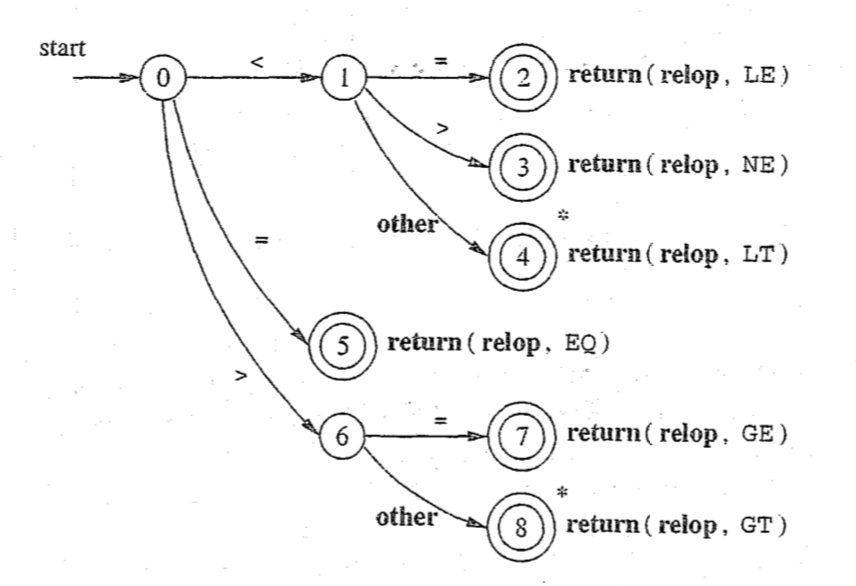 start
0 < 1 = 2 return(relop, LE)
> 3 return(relop, NE)
other 4 * return(relop, LT)
= 5 return(relop, EQ)
> 6 = 7 return(relop, GE)
other 8 * return(relop, GT)